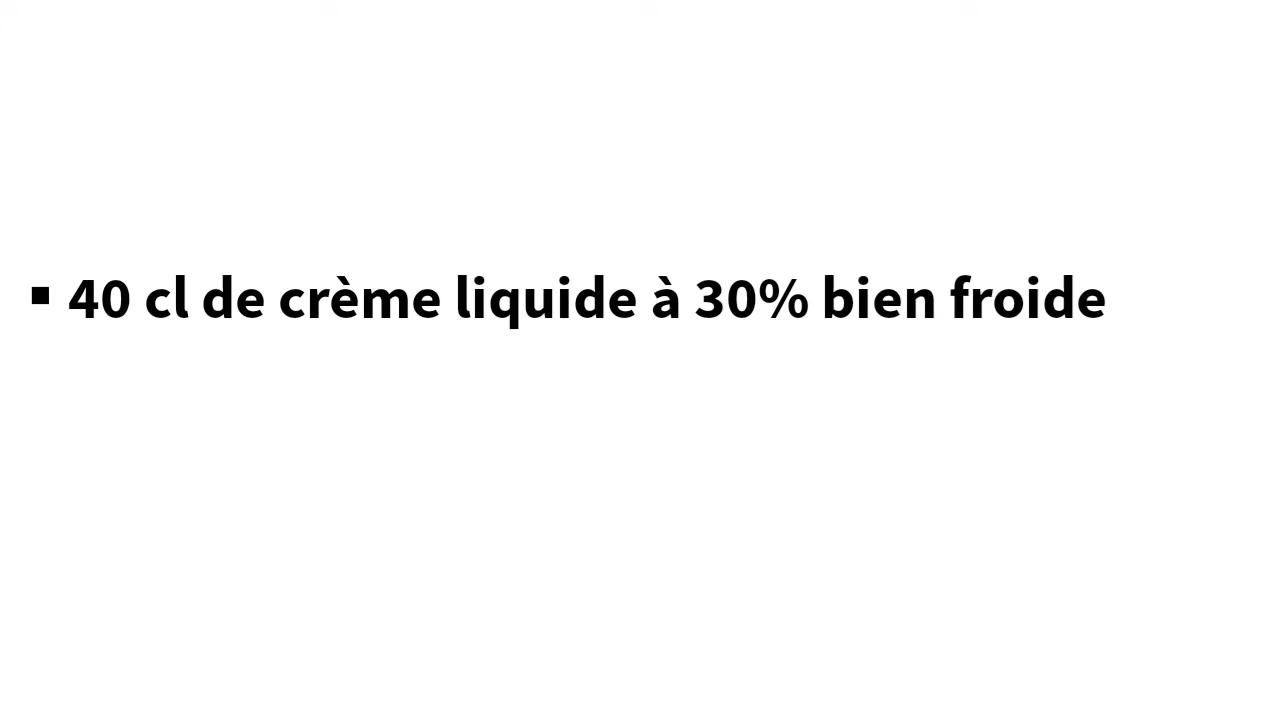 ▪ 40 cl de crème liquide à 30% bien froide